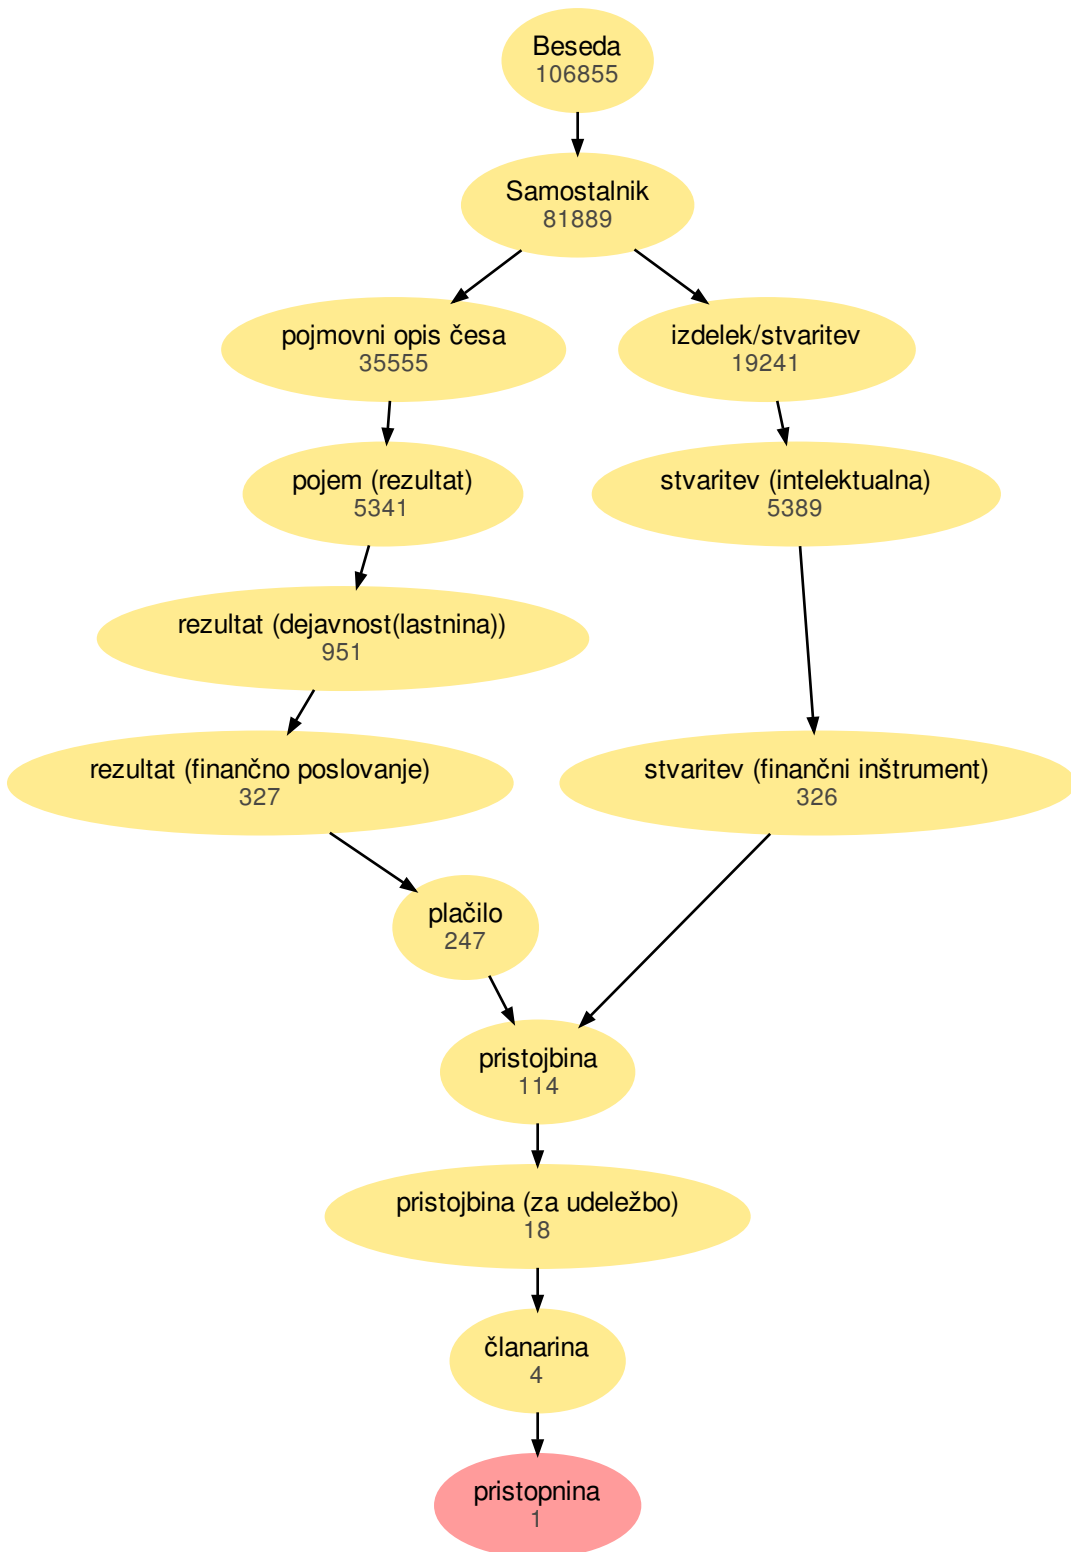 Beseda
106855
Samostalnik
81889
pojmovni opis česa
35555
izdelek/stvaritev
19241
pojem (rezultat)
5341
stvaritev (intelektualna)
5389
rezultat (dejavnost(lastnina))
951
rezultat (finančno poslovanje)
327
stvaritev (finančni inštrument)
326
plačilo
247
pristojbina
114
pristojbina (za udeležbo)
18
članarina
4
pristopnina
1